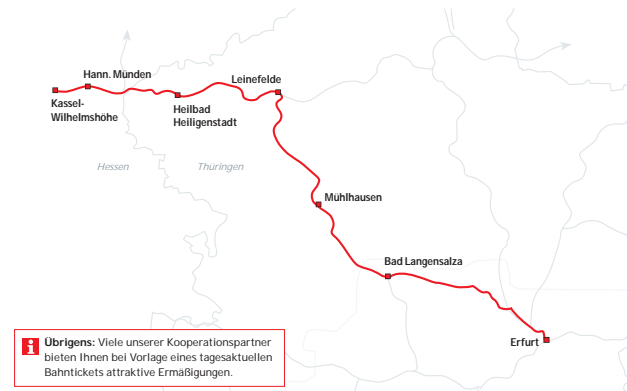 Hann. Münden
Leinefelde
Kassel-
Wilhelmshöhe
Heilbad
Heiligenstadt
Hessen
Thüringen
Mühlhausen
Bad Langensalza
Erfurt
i Übrigens: Viele unserer Kooperationspartner
bieten Ihnen bei Vorlage eines tagesaktuellen
Bahntickets attraktive Ermäßigungen.